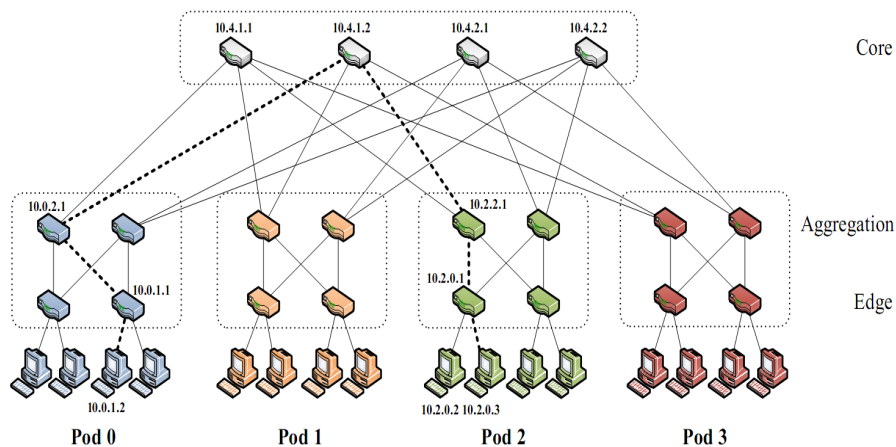 10.4.1.1 10.4.1.2 10.4.2.1 10.4.2.2
Core
10.0.2.1 10.2.2.1
Aggregation
10.0.1.1 10.2.0.1
Edge
10.0.1.2 10.2.0.2 10.2.0.3
Pod 0 Pod 1 Pod 2 Pod 3